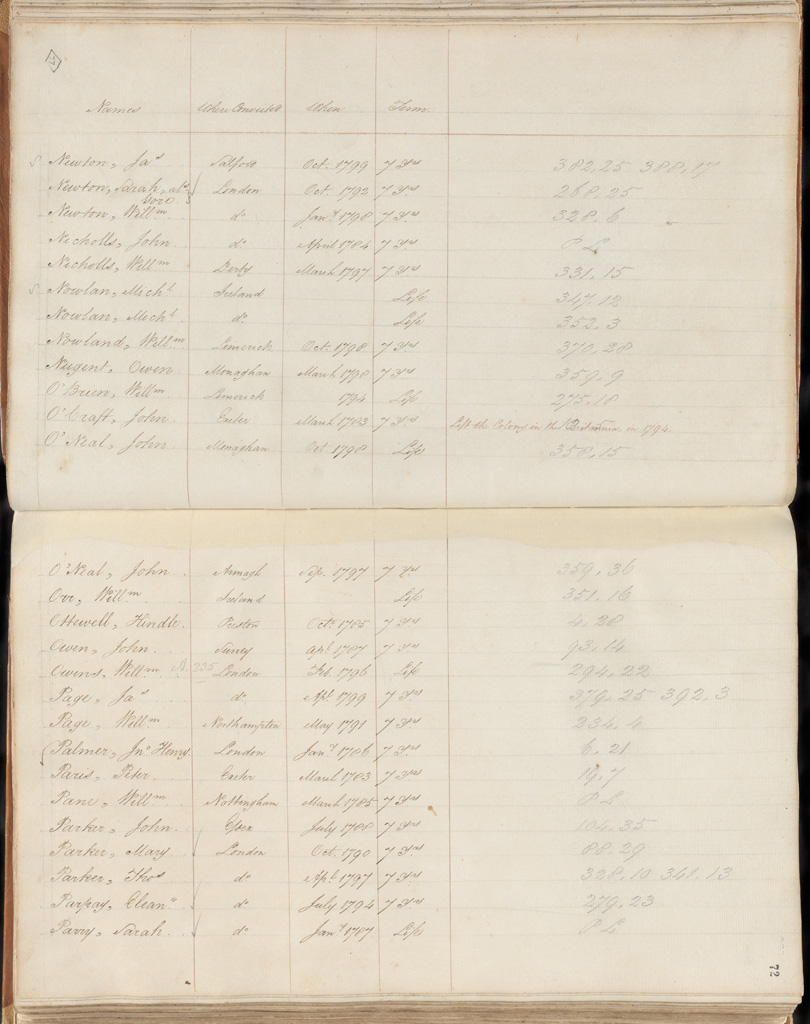 Names Where Convicted When Term
S Newton, Jas Salford Oct. 1799 7 Yrs 382,25 388,17
Newton, Sarah, als London Oct. 1792 7 Yrs 268.25
Newton, Willm. do. Jany. 1798 7 Yrs 328.6
Nicholls, John do. April 1784 7 Yrs P L
Nicholls, Willm Derby March 1797 7 Yrs 331.15
S Nowlan, Michl Ireland Life 347.12
Nowlan, Michl do. Life 353.3
Nowland, Willm Limerick Oct. 1798 7 Yrs 370.28
Nugent, Owen Monaghan March 1798 7 Yrs 359.9
O'Brien, Willm Limerick 1794 Life 275.18
O'Craft, John Exeter March 1783 7 Yrs Left the Colony in the Britannia in 1794.
O'Neal, John Monaghan Oct 1798 Life 358.15
O'Neal, John Armagh Sep. 1797 7 Yrs 359.36
Orr, Willm Ireland Life 351.16
Ottewell, Hindle Preston Octr. 1785 7 Yrs 4.28
Owen, John Surrey Apl. 1787 7 Yrs 93.14
Owens, Willm 235 London Feb. 1796 Life 294.22
Page, Jas do. Apl. 1799 7 Yrs 379.25 392.3
Page, Willm Northampton May 1791 7 Yrs 234.4
Palmer, Jno Henry London Jany. 1786 7 Yrs 6.21
Paris, Peter Exeter March 1783 7 Yrs 19.7
Pane, Willm Nottingham March 1785 7 Yrs P L
Parker, John Essex July 1788 7 Yrs 104.35
Parker, Mary London Oct. 1790 7 Yrs 88.29
Parker, Thos do. Apl. 1797 7 Yrs 328.10 341.13
Parpay, Elean do. July 1794 7 Yrs 279.23
Parry, Sarah do. Jany. 1787 Life P L
72